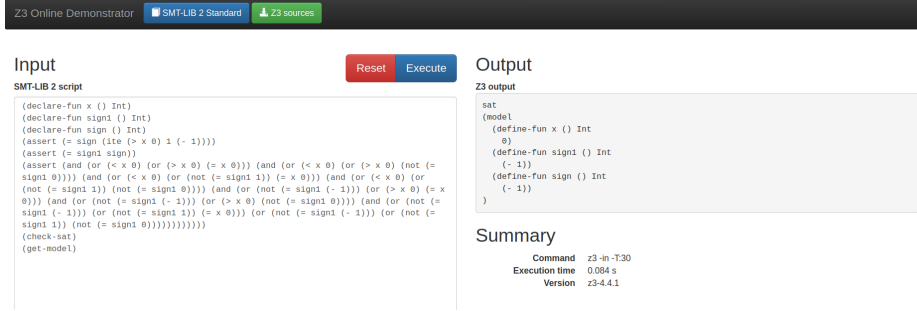 Z3 Online Demonstrator SMT-LIB 2 Standard Z3 sources
Input Reset Execute
SMT-LIB 2 script
(declare-fun x () Int)
(declare-fun sign1 () Int)
(declare-fun sign () Int)
(assert (= sign (ite (> x 0) 1 (- 1))))
(assert (= sign1 sign))
(assert (and (or (< x 0) (or (> x 0) (= x 0))) (and (or (< x 0) (or (> x 0) (not (=
sign1 0)))) (and (or (< x 0) (or (not (= sign1 1)) (= x 0))) (and (or (< x 0) (or
(not (= sign1 1)) (not (= sign1 0)))) (and (or (not (= sign1 (- 1))) (or (> x 0) (= x
0))) (and (or (not (= sign1 (- 1))) (or (> x 0) (not (= sign1 0)))) (and (or (not (=
sign1 (- 1))) (or (not (= sign1 1)) (= x 0))) (or (not (= sign1 (- 1))) (or (not (=
sign1 1)) (not (= sign1 0))))))))))))
(check-sat)
(get-model)
Output
Z3 output
sat
(model
(define-fun x () Int
0)
(define-fun sign1 () Int
(- 1))
(define-fun sign () Int
(- 1))
)
Summary
Command z3 -in -T:30
Execution time 0.084 s
Version z3-4.4.1